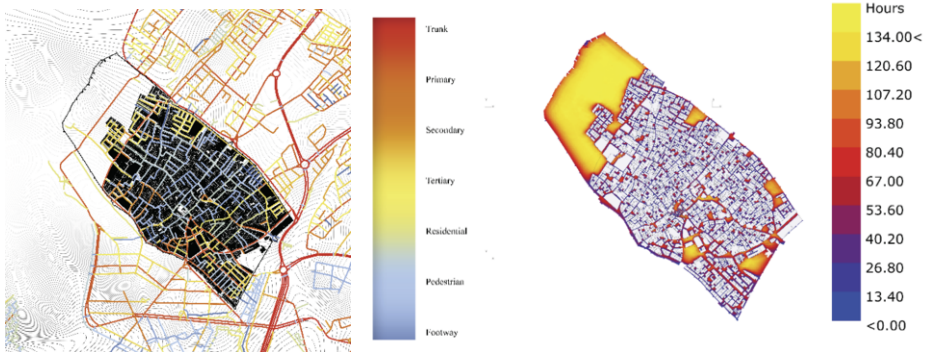 Trunk
Primary
Secondary
Tertiary
Residential
Pedestrian
Footway
Hours
134.00<
120.60
107.20
93.80
80.40
67.00
53.60
40.20
26.80
13.40
<0.00